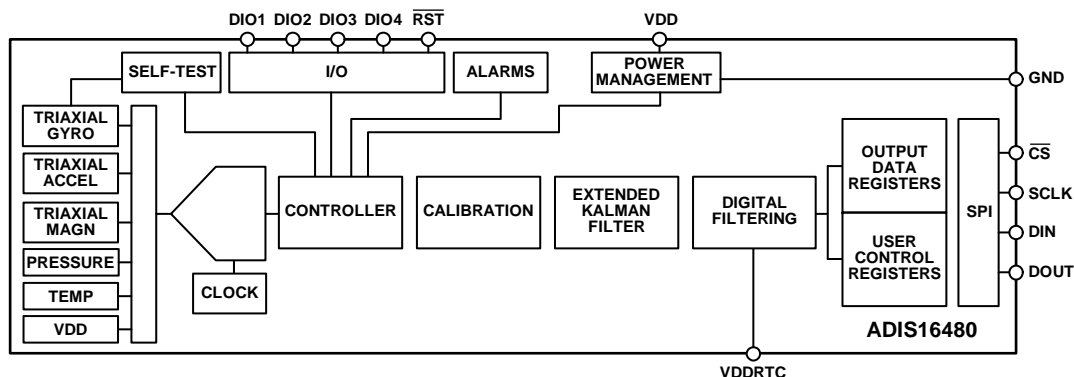 DIO1 DIO2 DIO3 DIO4 R̅S̅T̅ VDD
SELF-TEST
I/O
ALARMS
POWER
MANAGEMENT
GND
TRIAXIAL
GYRO
TRIAXIAL
ACCEL
TRIAXIAL
MAGN
PRESSURE
TEMP
VDD
CLOCK
CONTROLLER
CALIBRATION
EXTENDED
KALMAN
FILTER
DIGITAL
FILTERING
OUTPUT
DATA
REGISTERS
USER
CONTROL
REGISTERS
SPI
C̅S̅
SCLK
DIN
DOUT
ADIS16480
VDDRTC